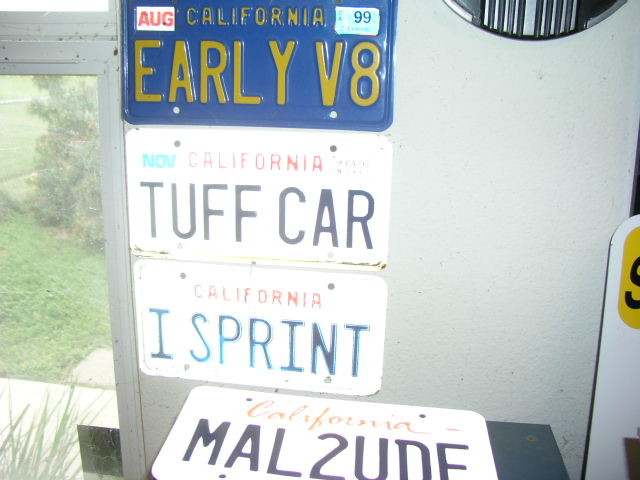 AUG CALIFORNIA 99
EARLY V8
NOV CALIFORNIA
TUFF CAR
CALIFORNIA
I SPRINT
California
MAL2UDE
S